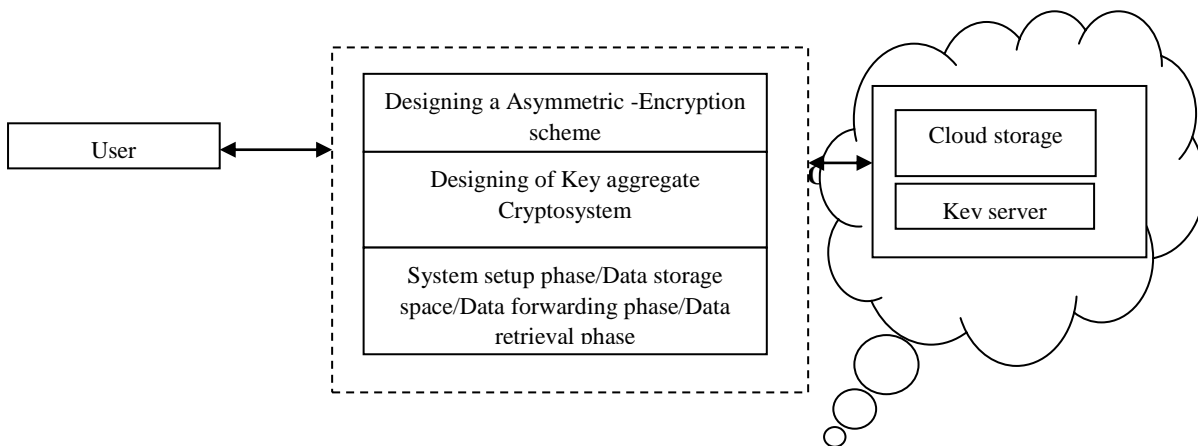 User
Designing a Asymmetric -Encryption
scheme
Designing of Key aggregate
Cryptosystem
System setup phase/Data storage
space/Data forwarding phase/Data
retrieval phase
Cloud storage
Key server